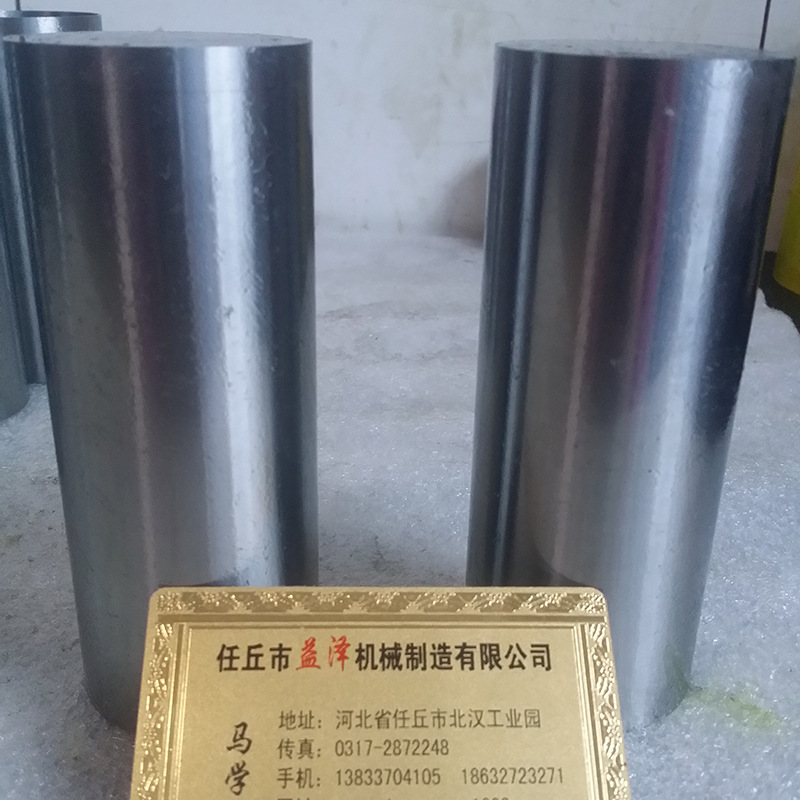 任丘市益泽机械制造有限公司
地址：河北省任丘市北汉工业园
传真：0317-2872248
手机：13833704105 18632723271
马学